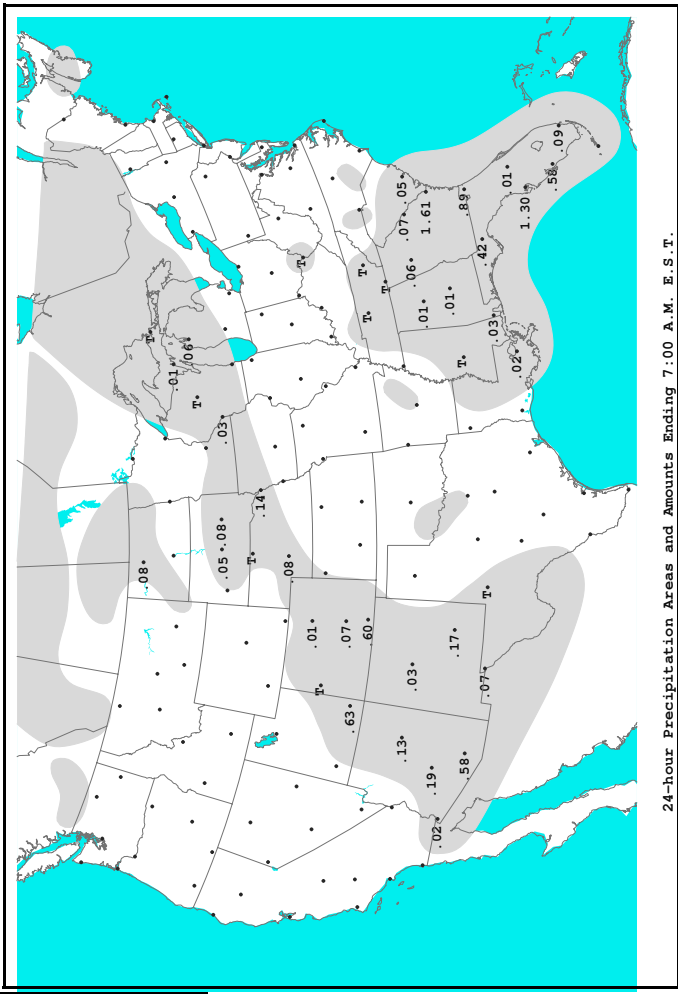 .08
T
.01
.06
T
.05 .08 .03
T
.14
.08
T
.01
T
.07
.63
.60
T
T
T
.13
.05
.07
.06
.03
.01
1.61
.19
.02
.01
.17
.58
T
.89
.42
.07
T
.03
.01
.02
1.30
.58
.09
24-hour Precipitation Areas and Amounts Ending 7:00 A.M. E.S.T.